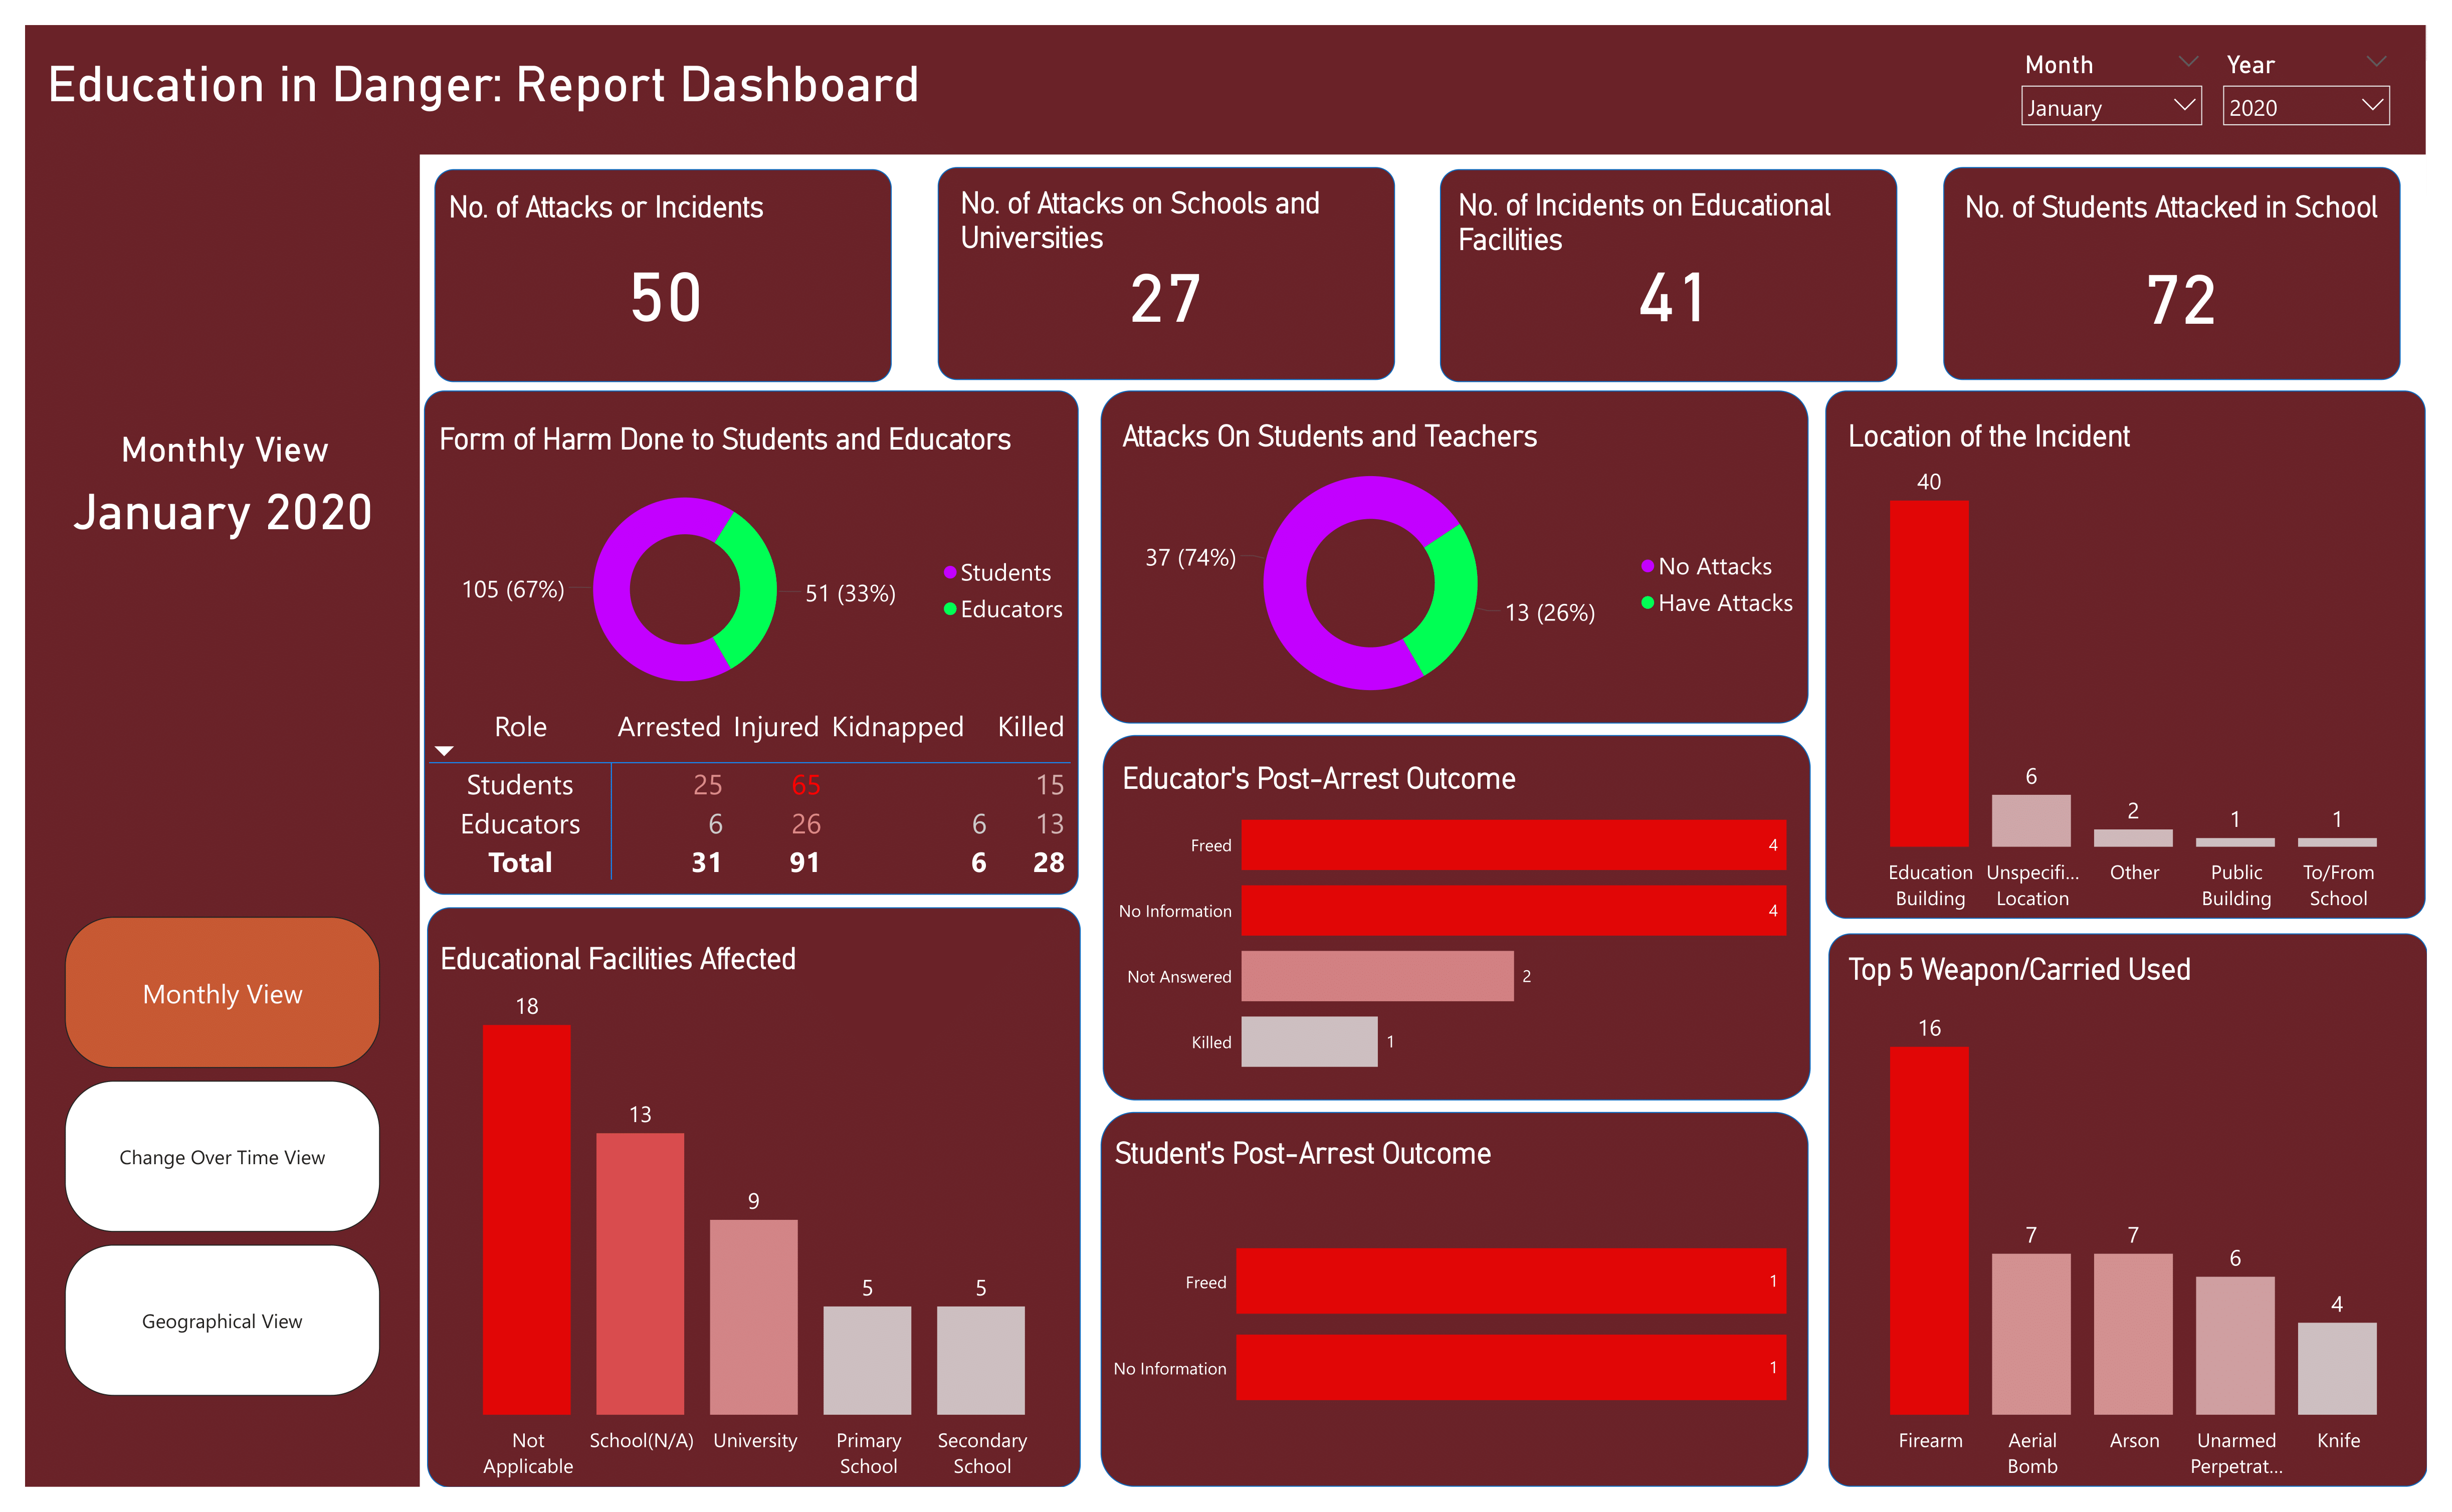 Education in Danger: Report Dashboard
Month
Year
January
2020
Monthly View
January 2020
Monthly View
Change Over Time View
Geographical View
No. of Attacks or Incidents
50
No. of Attacks on Schools and
Universities
27
No. of Incidents on Educational
Facilities
41
No. of Students Attacked in School
72
Form of Harm Done to Students and Educators
105 (67%)
51 (33%)
Students
Educators
Role Arrested Injured Kidnapped Killed
Students 25 65 15
Educators 6 26 6 13
Total 31 91 6 28
Attacks On Students and Teachers
37 (74%)
13 (26%)
No Attacks
Have Attacks
Location of the Incident
40
6
2
1
1
Education
Building
Unspecifi...
Location
Other
Public
Building
To/From
School
Educator's Post-Arrest Outcome
Freed 4
No Information 4
Not Answered 2
Killed 1
Educational Facilities Affected
18
13
9
5
5
Not
Applicable
School(N/A)
University
Primary
School
Secondary
School
Student's Post-Arrest Outcome
Freed 1
No Information 1
Top 5 Weapon/Carried Used
16
7
7
6
4
Firearm
Aerial
Bomb
Arson
Unarmed
Perpetrat...
Knife